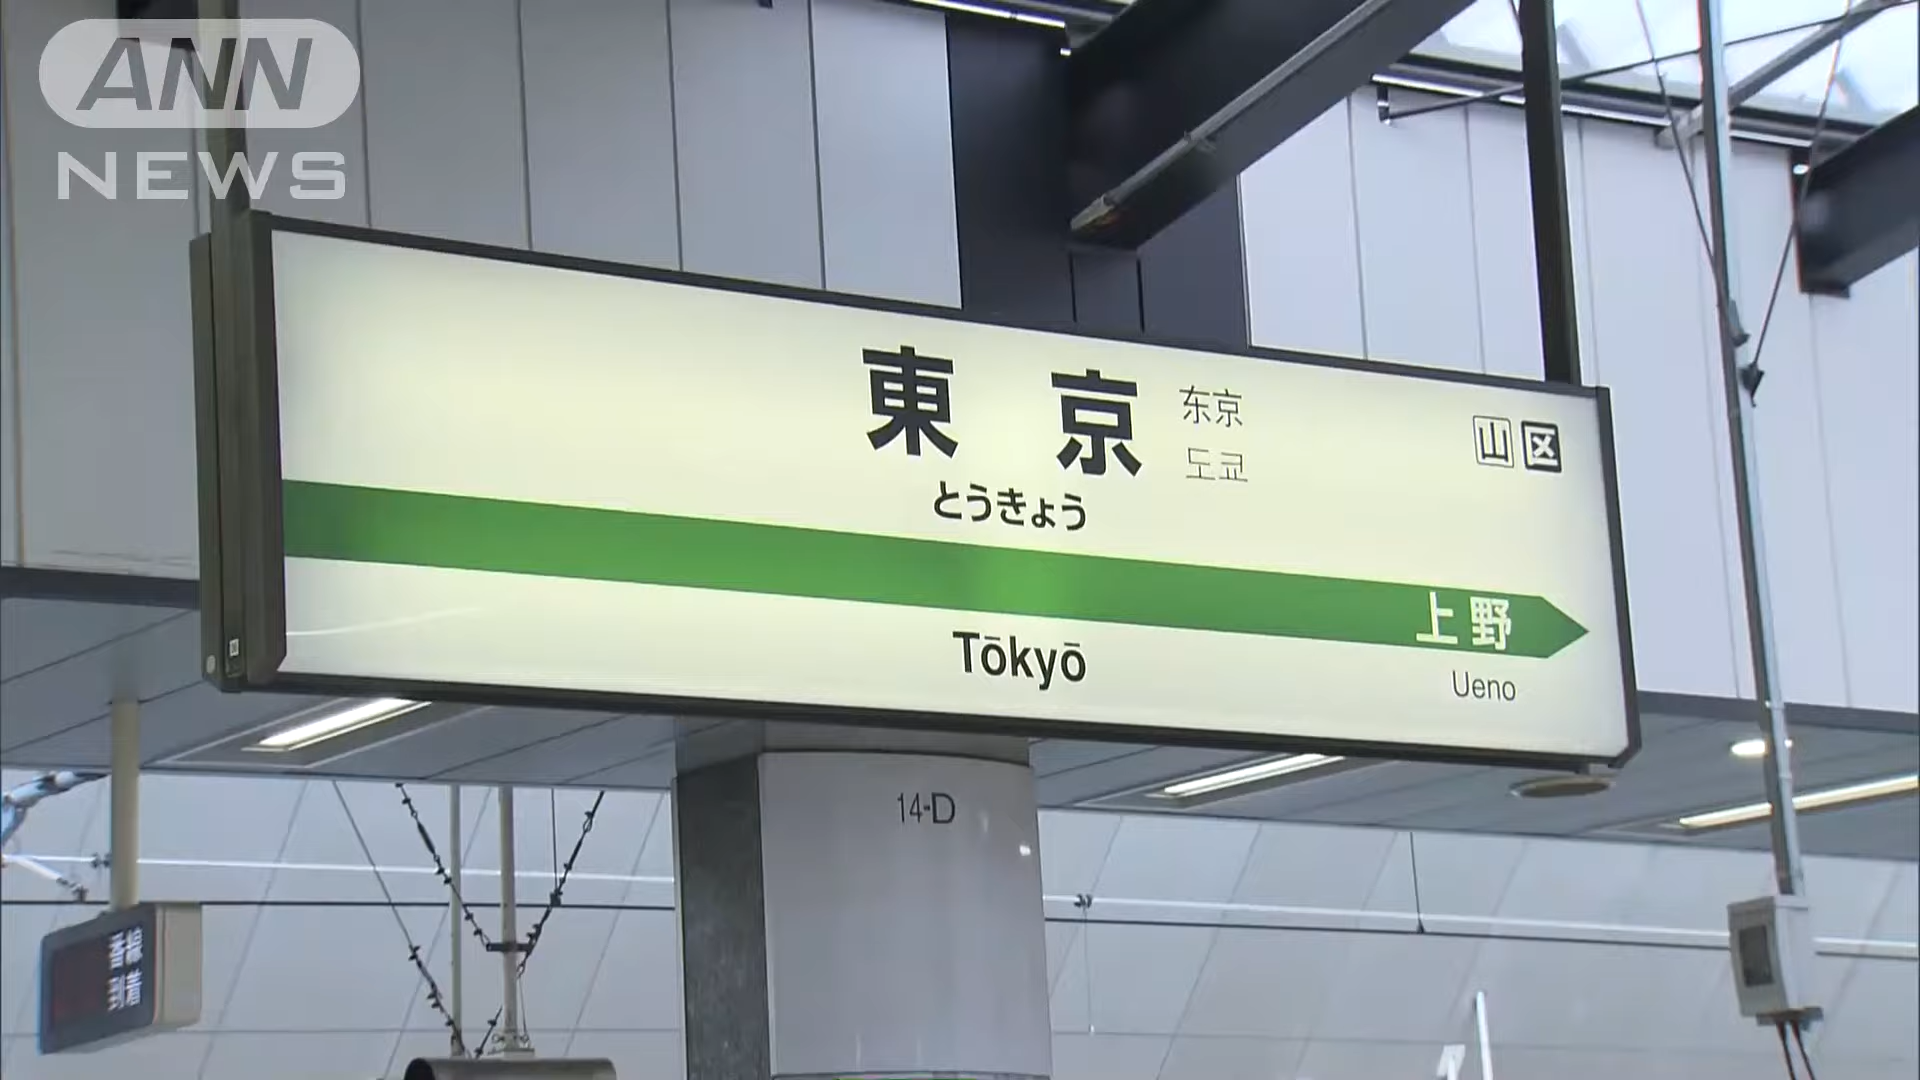 ANN
NEWS
東京
东京
도쿄
とうきょう
山区
上野
Tōkyō
Ueno
14-D
番線
到着